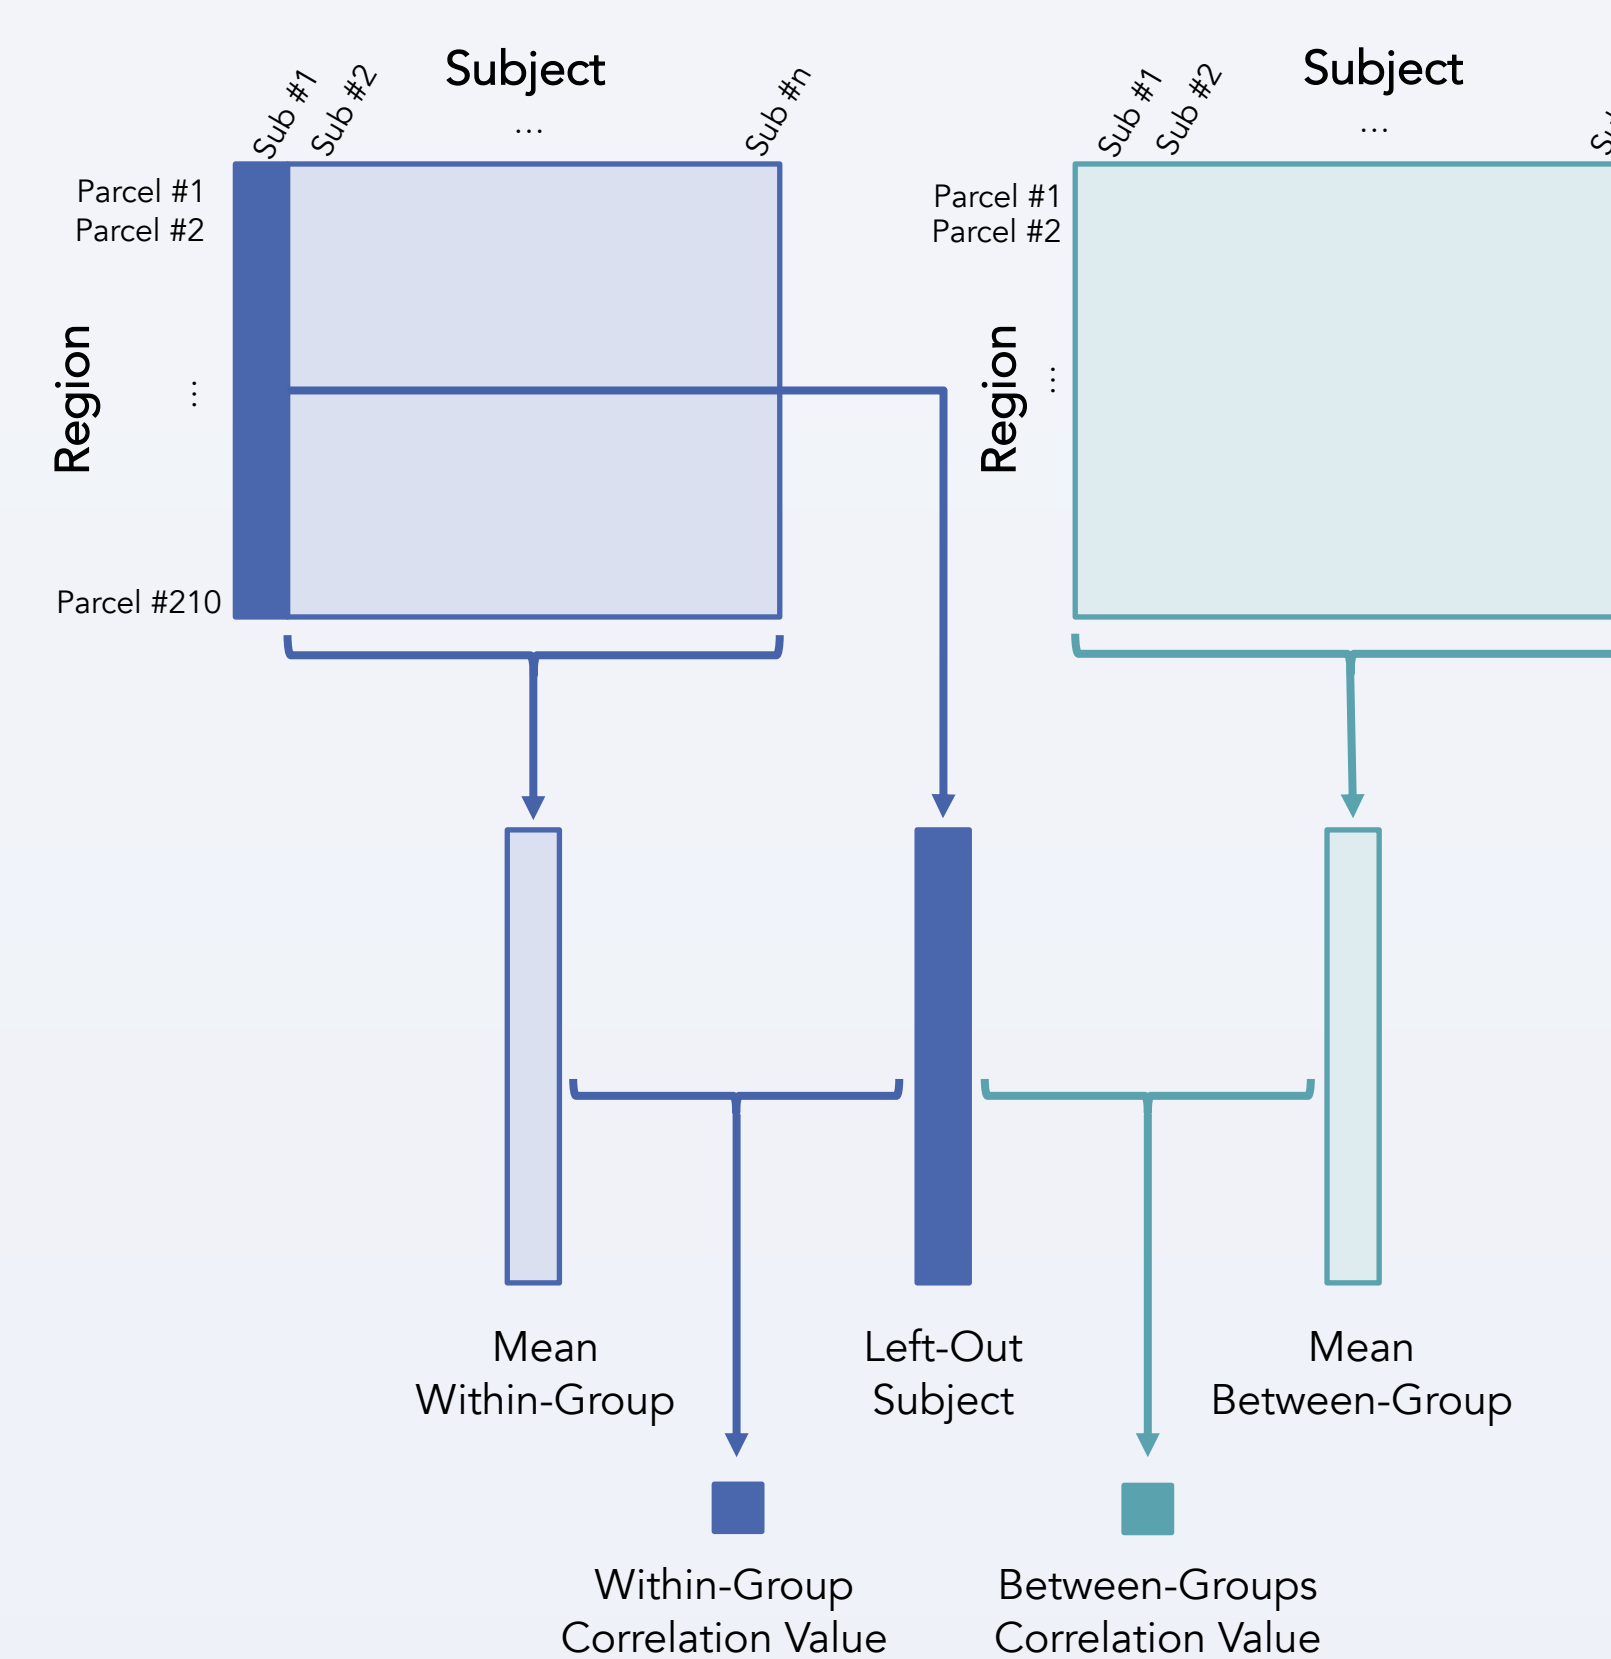 Subject
Sub #1
Sub #2
...
Sub #n
Parcel #1
Parcel #2
Region
...
Parcel #210
Subject
Sub #1
Sub #2
...
Parcel #1
Parcel #2
Region
...
Mean
Within-Group
Left-Out
Subject
Mean
Between-Group
Within-Group
Correlation Value
Between-Groups
Correlation Value